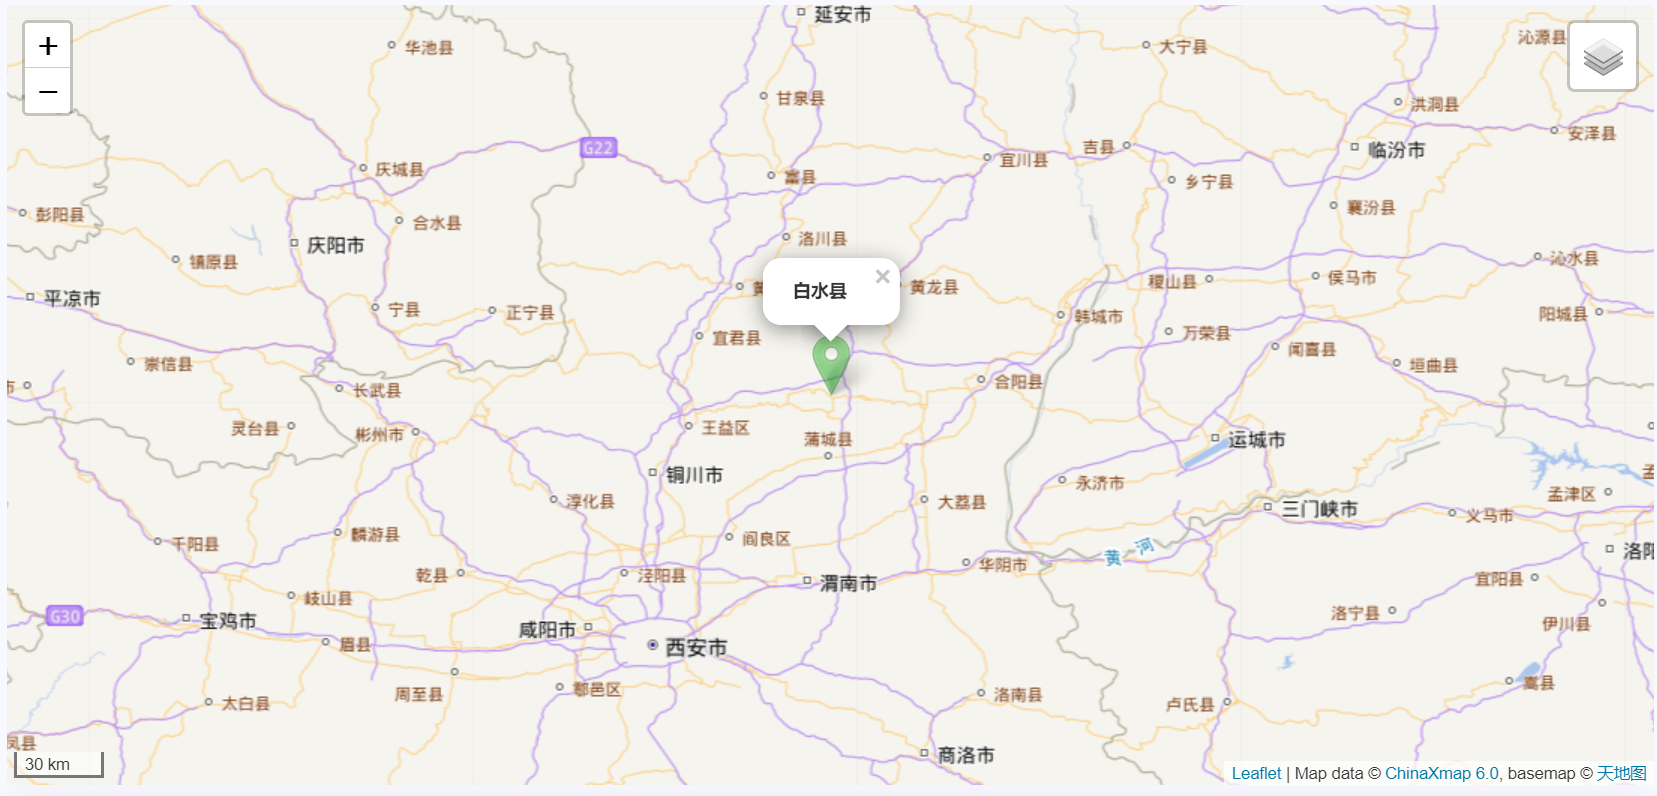 +
−
延安市
华池县
大宁县
沁源县
甘泉县
洪洞县
安泽县
G22
临汾市
吉县
宜川县
庆城县
富县
乡宁县
襄汾县
彭阳县
合水县
洛川县
庆阳市
镇原县
沁水县
侯马市
稷山县
黄龙县
白水县
×
平凉市
宁县
正宁县
韩城市
阳城县
万荣县
宜君县
闻喜县
崇信县
垣曲县
合阳县
长武县
市
灵台县
彬州市
王益区
蒲城县
运城市
铜川市
永济市
孟津区
淳化县
大荔县
三门峡市
义马市
千阳县
麟游县
阎良区
黄河
华阴市
乾县
泾阳县
渭南市
宜阳县
岐山县
G30
宝鸡市
咸阳市
洛宁县
伊川县
眉县
西安市
周至县
鄠邑区
洛南县
嵩县
太白县
卢氏县
凤县
商洛市
30 km
Leaflet | Map data © ChinaXmap 6.0, basemap © 天地图